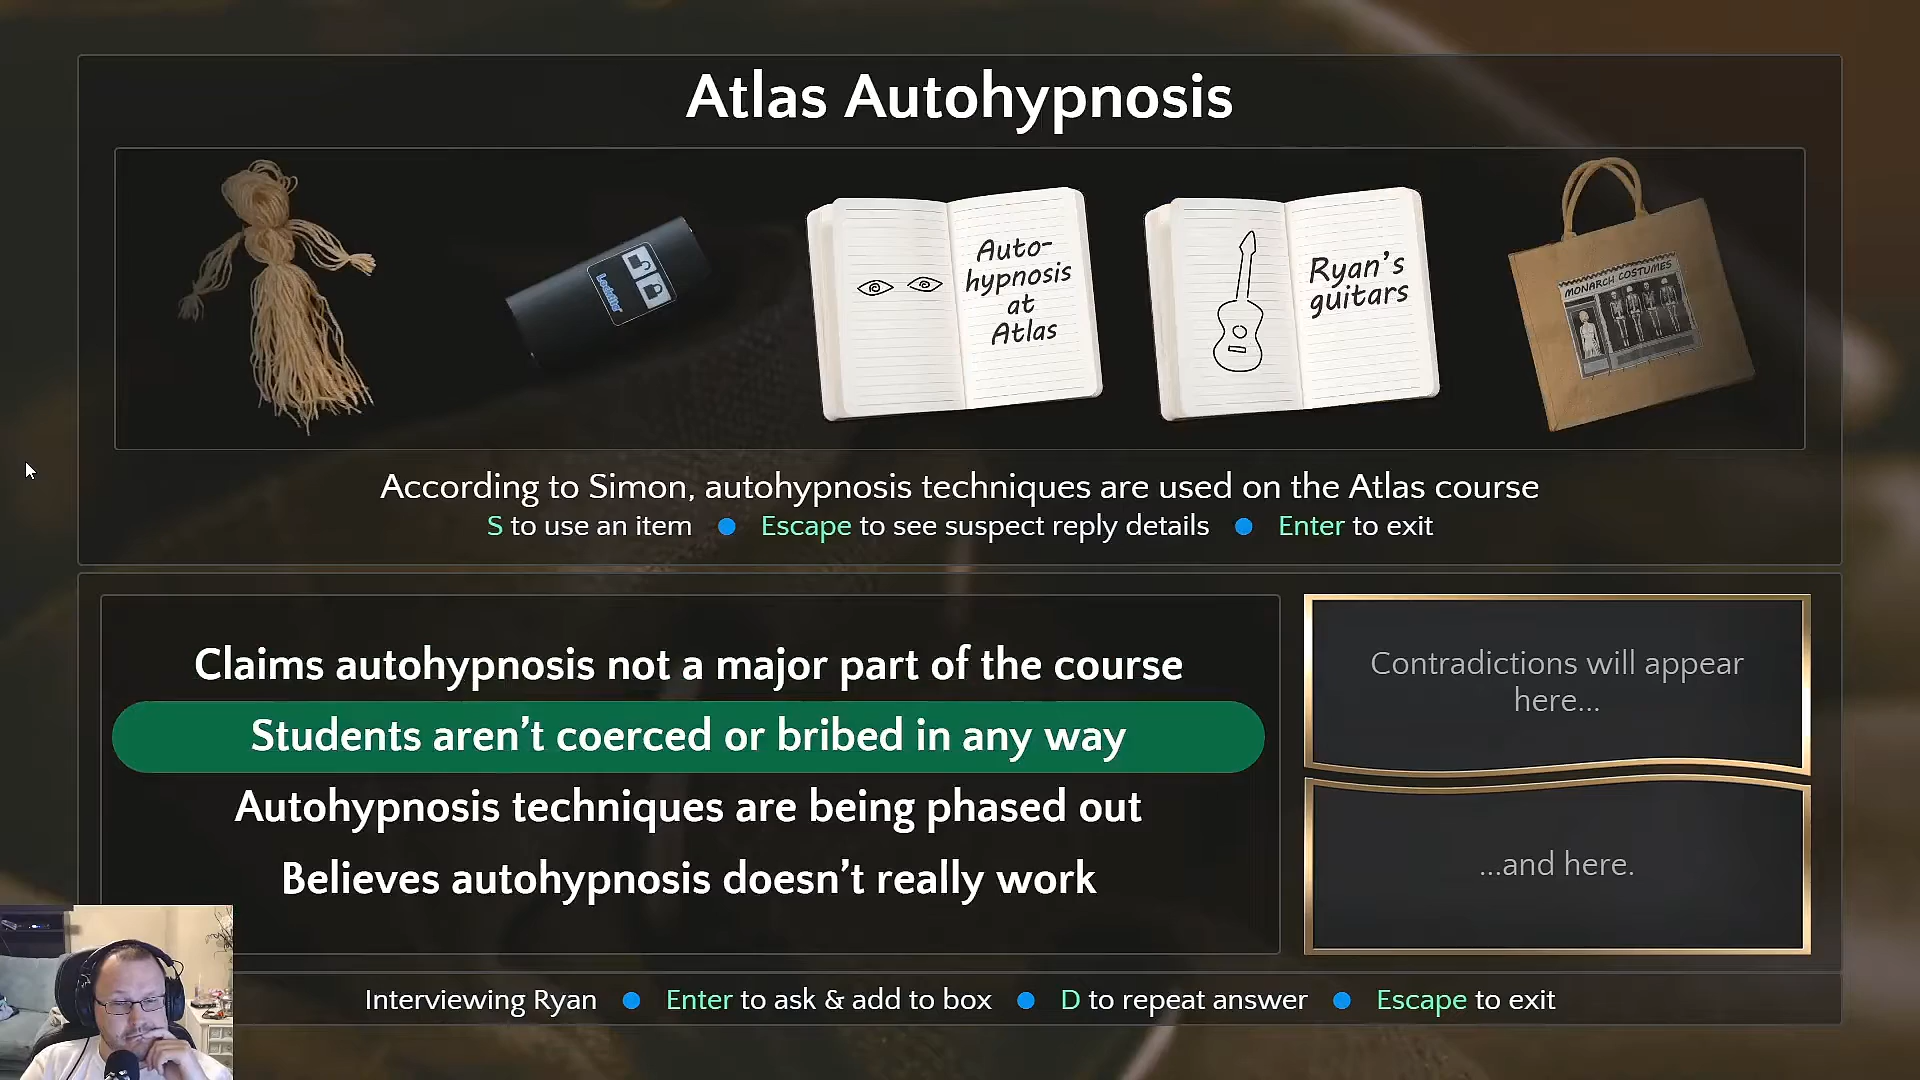 Atlas Autohypnosis
Auto-
hypnosis
at
Atlas
Ryan's
guitars
MONARCH COSTUMES
According to Simon, autohypnosis techniques are used on the Atlas course
S to use an item • Escape to see suspect reply details • Enter to exit
Claims autohypnosis not a major part of the course
Students aren't coerced or bribed in any way
Autohypnosis techniques are being phased out
Believes autohypnosis doesn't really work
Contradictions will appear
here...
...and here.
Interviewing Ryan • Enter to ask & add to box • D to repeat answer • Escape to exit